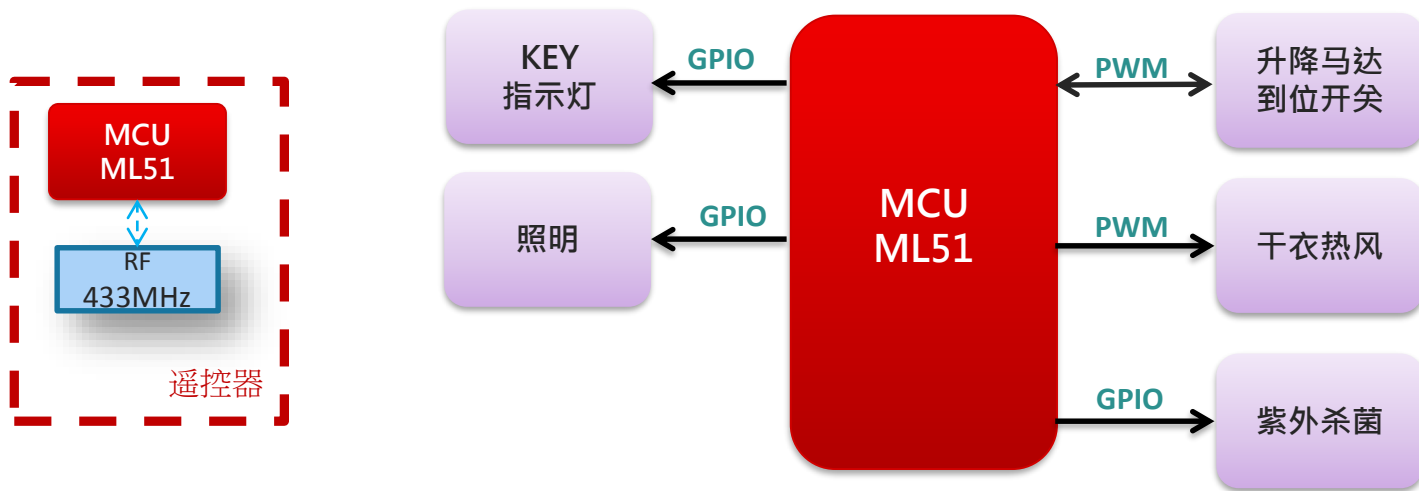 MCU
ML51
RF
433MHz
遥控器
KEY
指示灯
GPIO
照明
GPIO
MCU
ML51
PWM
升降马达
到位开关
PWM
干衣热风
GPIO
紫外杀菌